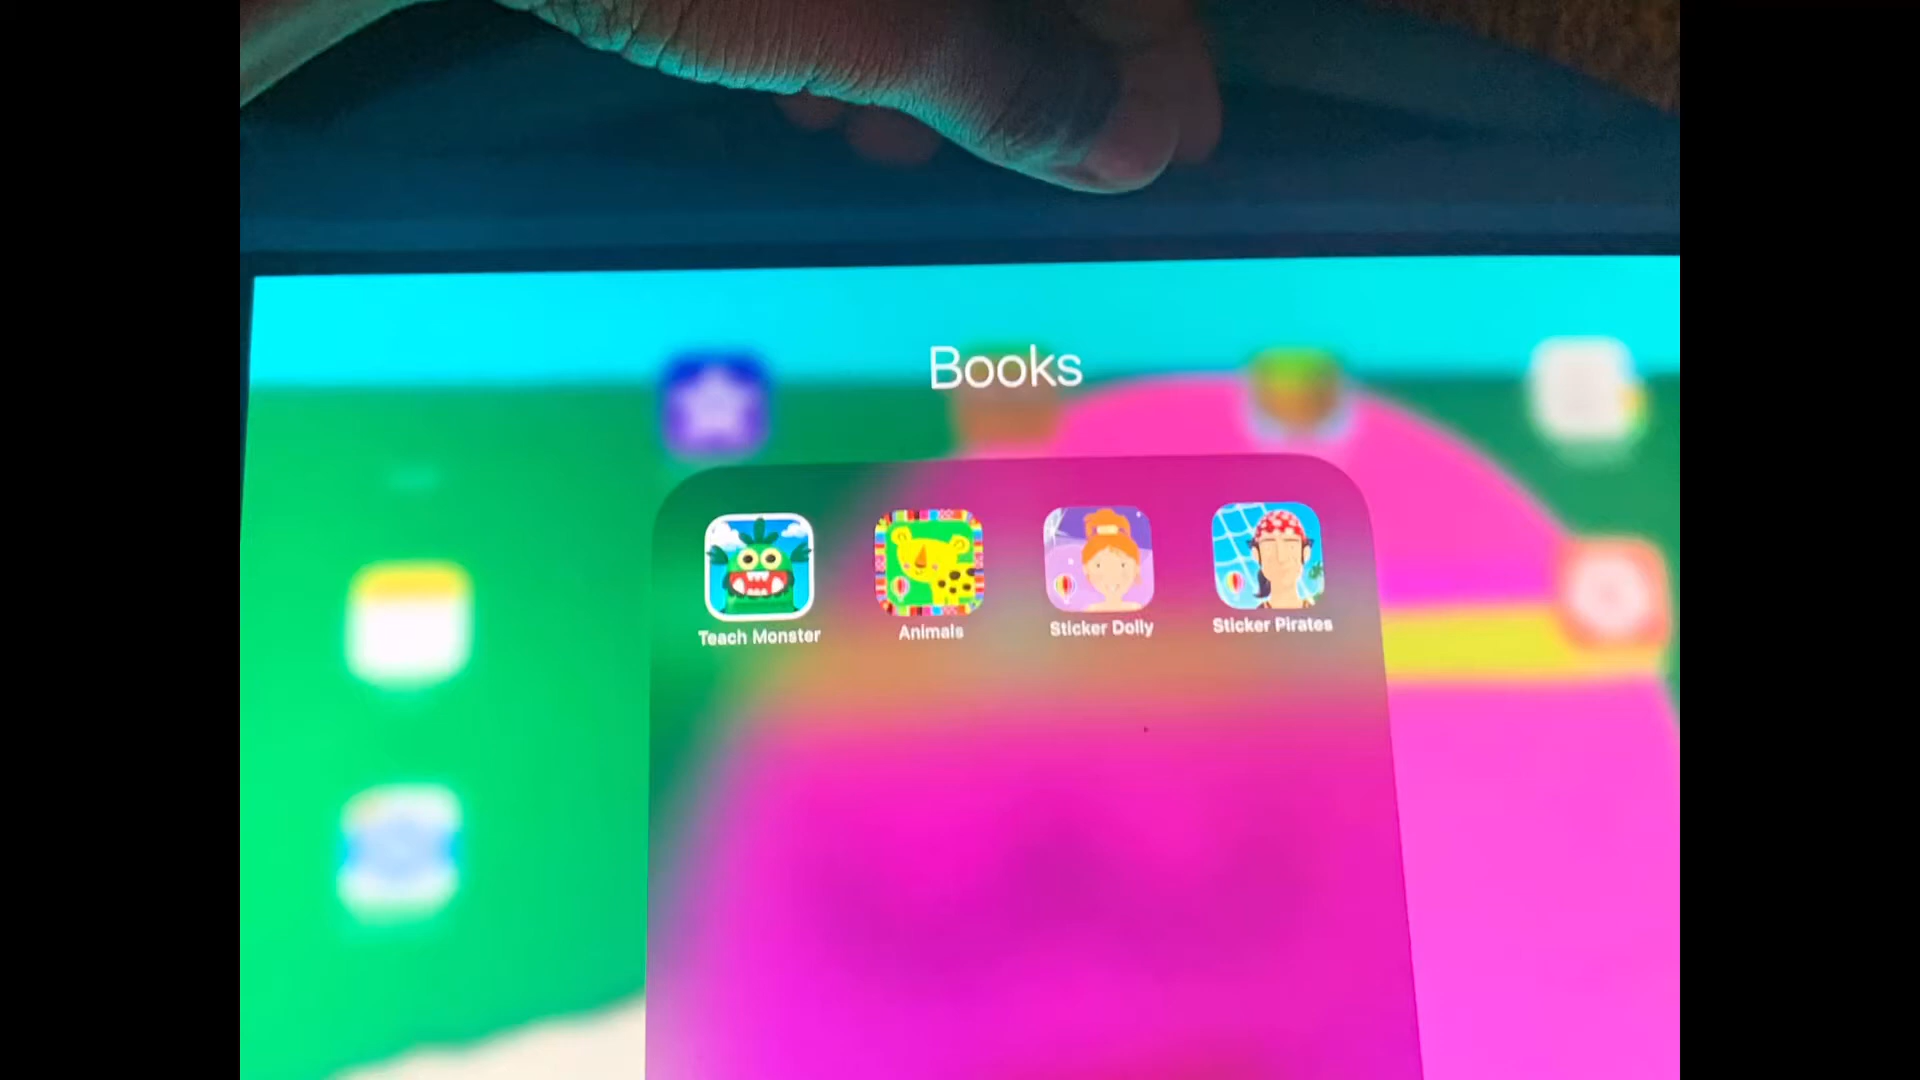 Books
Teach Monster
Animals
Sticker Dolly
Sticker Pirates